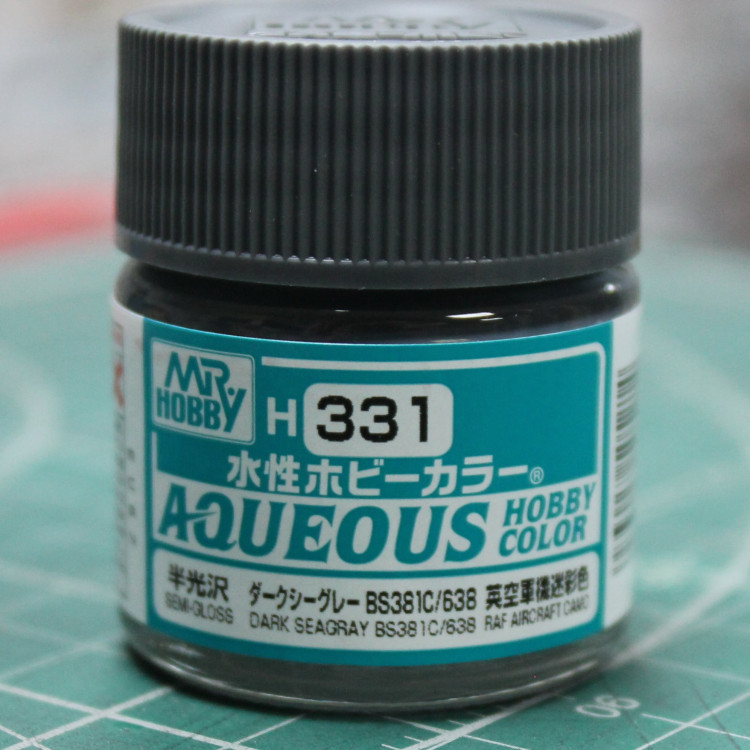 MR.
HOBBY
H 331
水性ホビーカラー®
AQUEOUS HOBBY COLOR
半光沢 ダークシーグレー BS381C/638 英空軍機迷彩色
SEMI-GLOSS DARK SEAGRAY BS381C/638 RAF AIRCRAFT CAMO
06